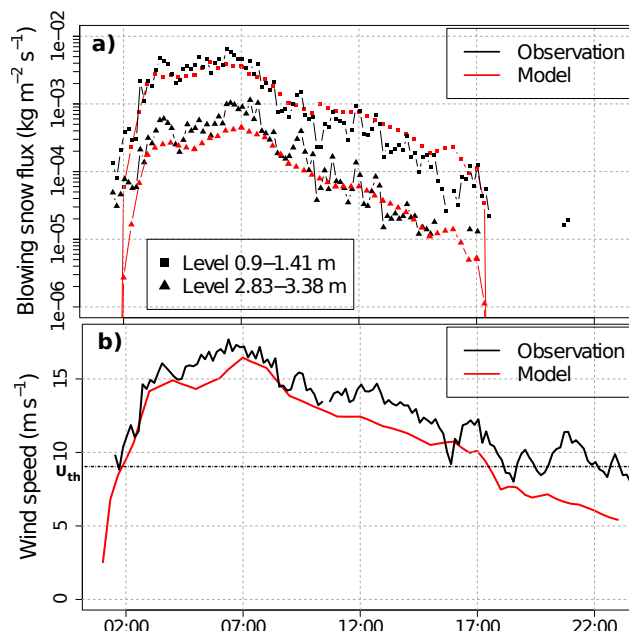 a)
Blowing snow flux (kg m⁻² s⁻¹)
1e−02
1e−03
1e−04
1e−05
1e−06
Observation
Model
Level 0.9−1.41 m
Level 2.83−3.38 m
b)
Wind speed (m s⁻¹)
15
10
Uth
5
0
Observation
Model
02:00 07:00 12:00 17:00 22:00